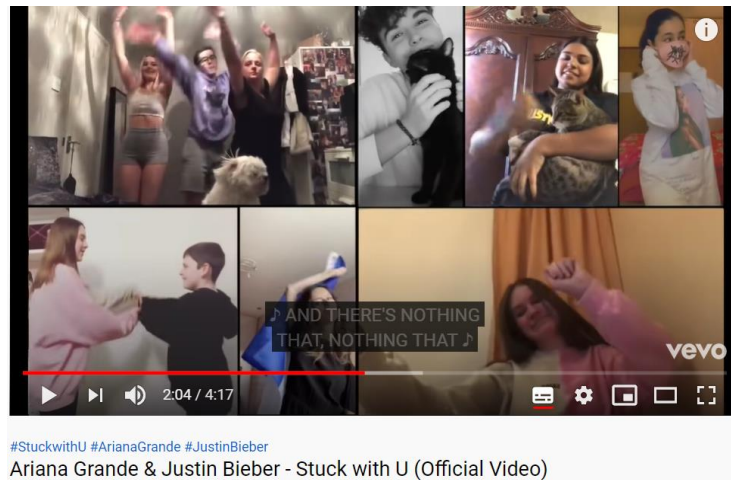 ♪ AND THERE'S NOTHING
THAT, NOTHING THAT ♪
vevo
2:04 / 4:17
#StuckwithU #ArianaGrande #JustinBieber
Ariana Grande & Justin Bieber - Stuck with U (Official Video)